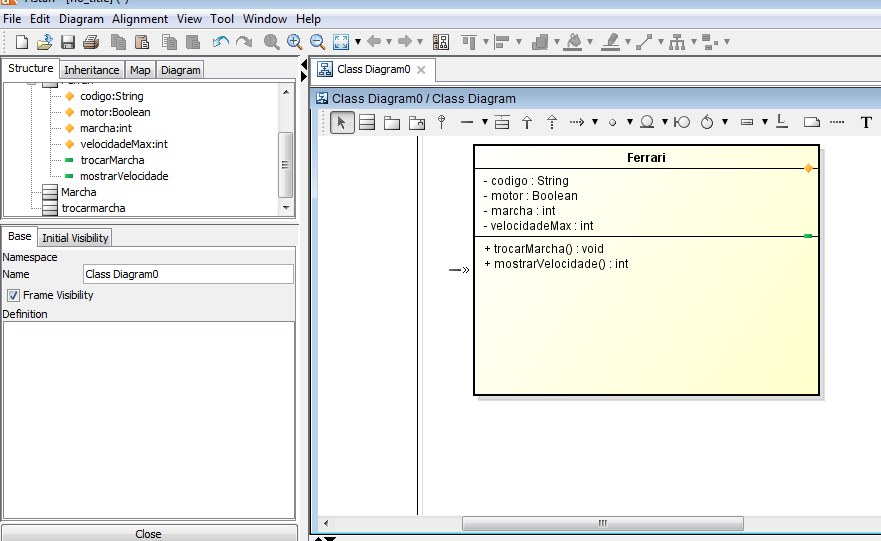 File Edit Diagram Alignment View Tool Window Help
Structure Inheritance Map Diagram
codigo:String
motor:Boolean
marcha:int
velocidadeMax:int
trocarMarcha
mostrarVelocidade
Marcha
trocarmarcha
Base Initial Visibility
Namespace
Name Class Diagram0
Frame Visibility
Definition
Close
Class Diagram0
Class Diagram0 / Class Diagram
T
Ferrari
- codigo : String
- motor : Boolean
- marcha : int
- velocidadeMax : int
+ trocarMarcha() : void
+ mostrarVelocidade() : int